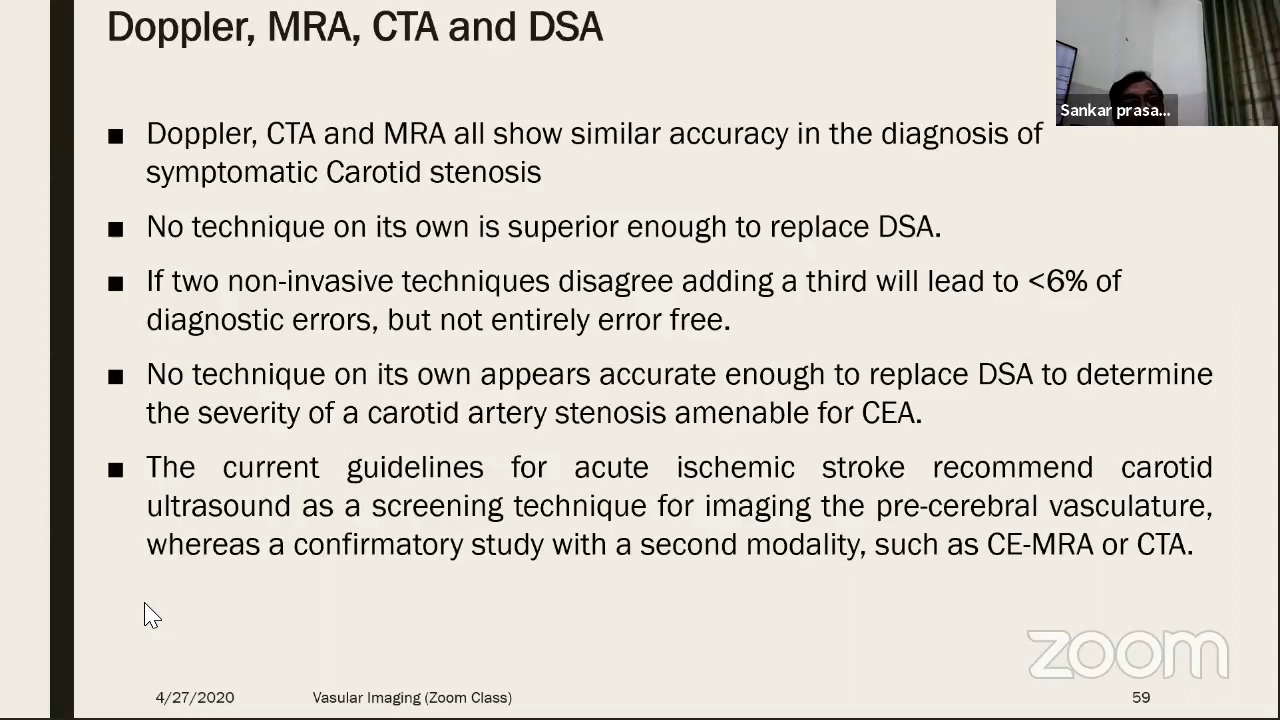 Doppler, MRA, CTA and DSA
Sankar prasa...
■ Doppler, CTA and MRA all show similar accuracy in the diagnosis of
symptomatic Carotid stenosis
■ No technique on its own is superior enough to replace DSA.
■ If two non-invasive techniques disagree adding a third will lead to <6% of
diagnostic errors, but not entirely error free.
■ No technique on its own appears accurate enough to replace DSA to determine
the severity of a carotid artery stenosis amenable for CEA.
■ The current guidelines for acute ischemic stroke recommend carotid
ultrasound as a screening technique for imaging the pre-cerebral vasculature,
whereas a confirmatory study with a second modality, such as CE-MRA or CTA.
zoom
4/27/2020 Vasular Imaging (Zoom Class) 59